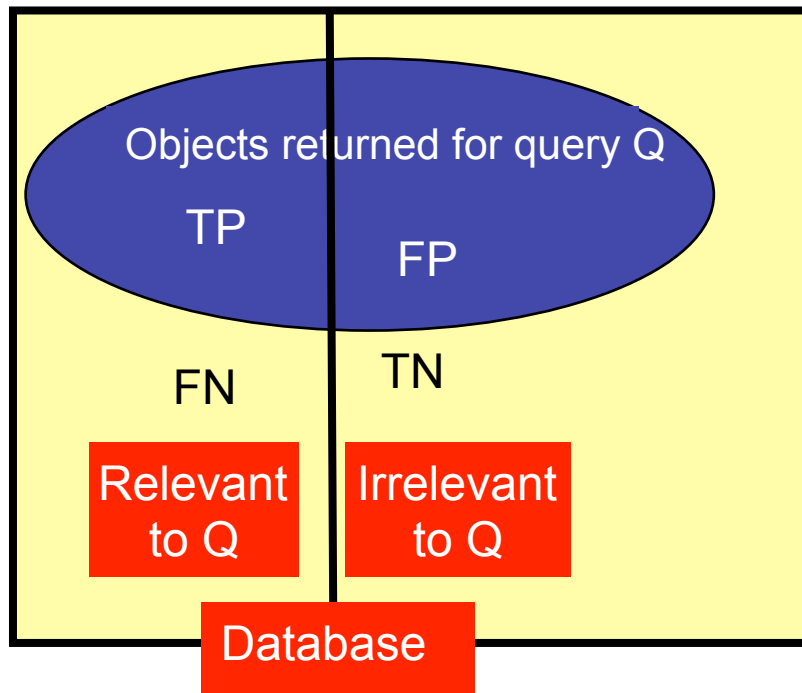 Objects returned for query Q
TP
FP
FN
TN
Relevant
to Q
Irrelevant
to Q
Database